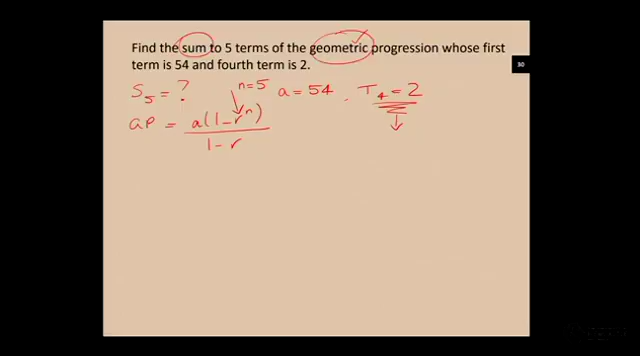 Find the sum to 5 terms of the geometric progression whose first
term is 54 and fourth term is 2.
30
S₅ = ? n=5 a = 54 , T₄ = 2
GP = a(1-rⁿ)
1-r